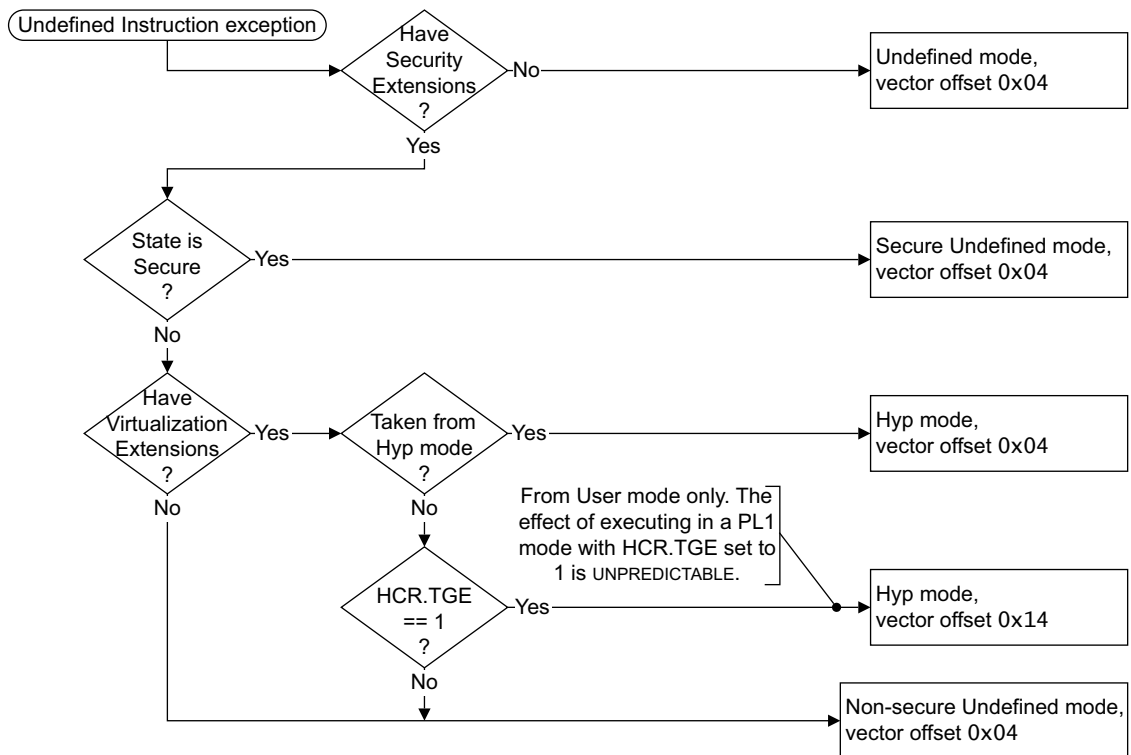 Undefined Instruction exception
Have
Security
Extensions
?
No
Undefined mode,
vector offset 0x04
Yes
State is
Secure
?
Yes
Secure Undefined mode,
vector offset 0x04
No
Have
Virtualization
Extensions
?
Yes
Taken from
Hyp mode
?
Yes
Hyp mode,
vector offset 0x04
No
No
From User mode only. The
effect of executing in a PL1
mode with HCR.TGE set to
1 is UNPREDICTABLE.
HCR.TGE
== 1
?
Yes
Hyp mode,
vector offset 0x14
No
Non-secure Undefined mode,
vector offset 0x04